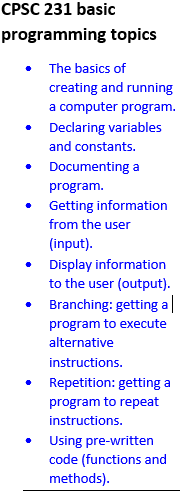 CPSC 231 basic
programming topics
• The basics of
creating and running
a computer program.
• Declaring variables
and constants.
• Documenting a
program.
• Getting information
from the user
(input).
• Display information
to the user (output).
• Branching: getting a
program to execute
alternative
instructions.
• Repetition: getting a
program to repeat
instructions.
• Using pre-written
code (functions and
methods).